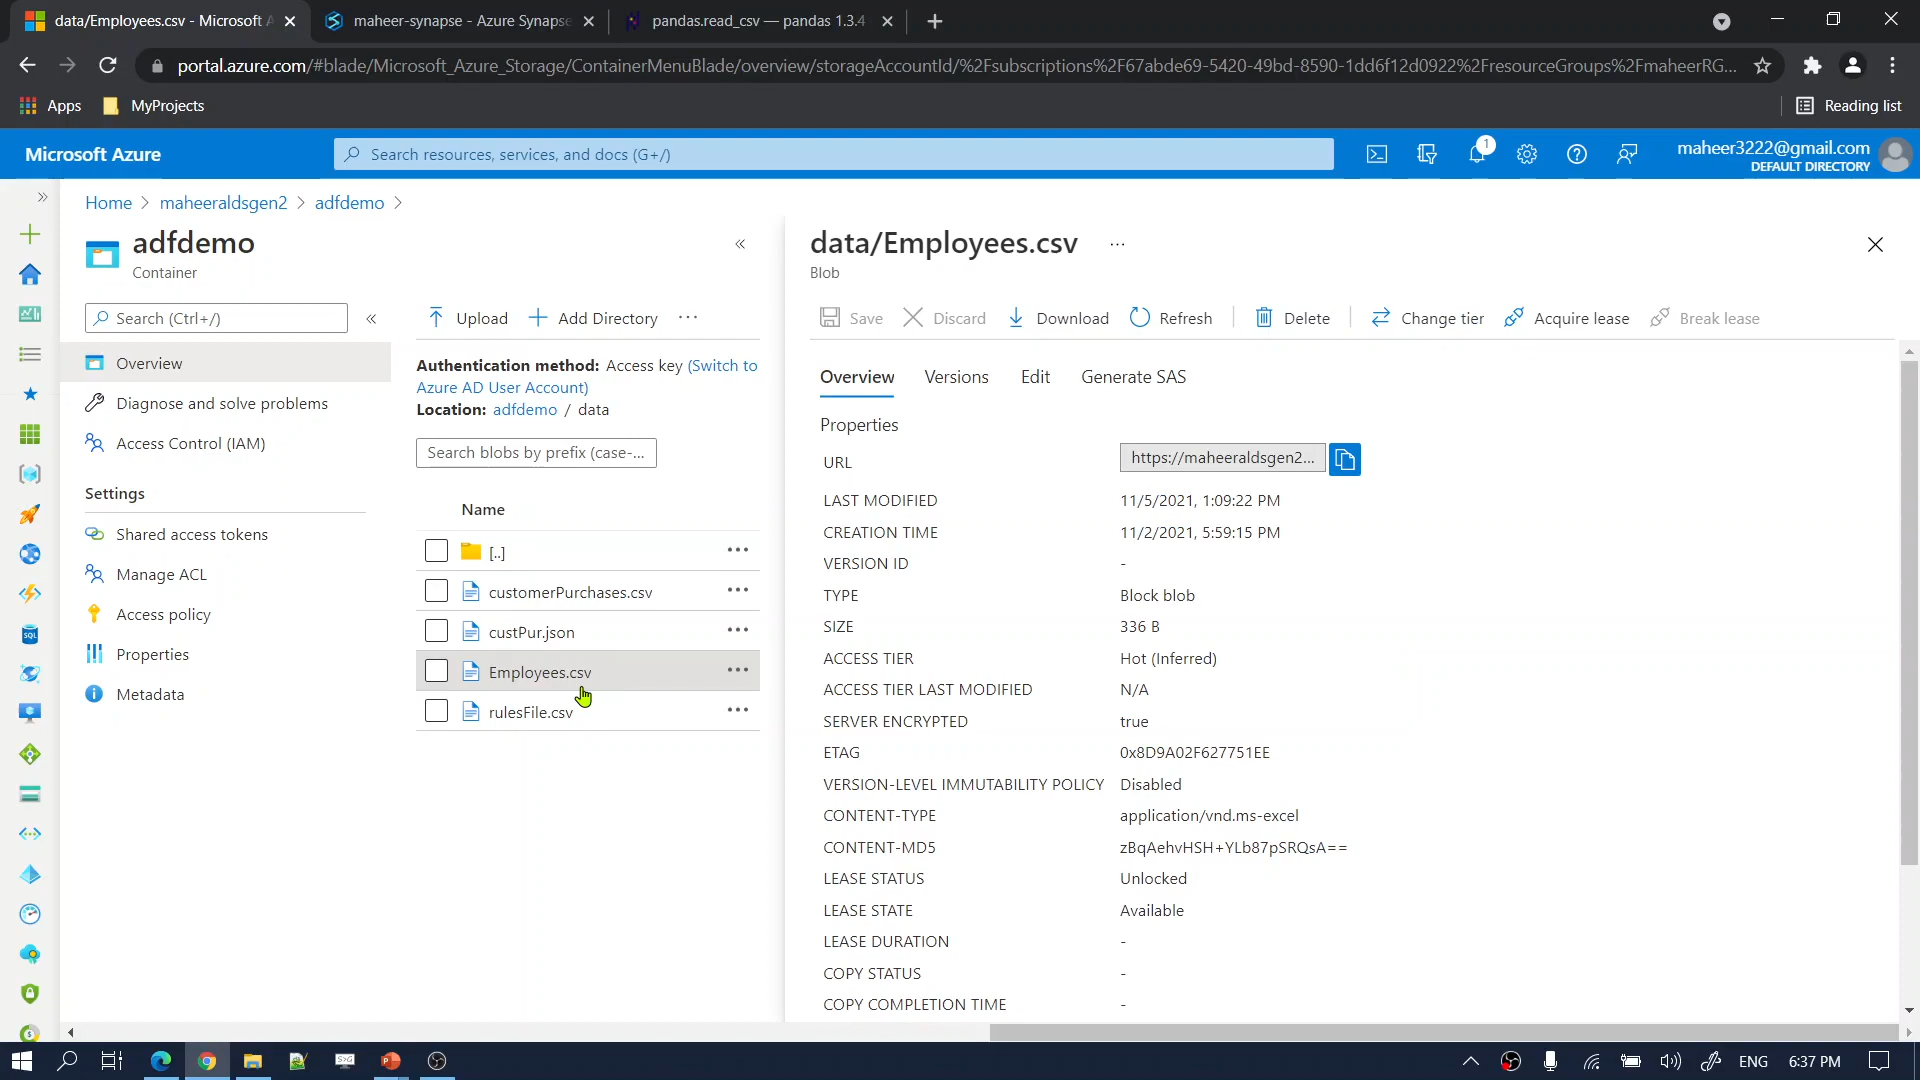 data/Employees.csv - Microsoft A
maheer-synapse - Azure Synapse
pandas.read_csv — pandas 1.3.4
portal.azure.com/#blade/Microsoft_Azure_Storage/ContainerMenuBlade/overview/storageAccountId/%2Fsubscriptions%2F67abde69-5420-49bd-8590-1dd6f12d0922%2FresourceGroups%2FmaheerRG...
Apps
MyProjects
Reading list
Microsoft Azure
Search resources, services, and docs (G+/)
1
maheer3222@gmail.com
DEFAULT DIRECTORY
Home > maheeraldsgen2 > adfdemo >
adfdemo
Container
Search (Ctrl+/)
Overview
Diagnose and solve problems
Access Control (IAM)
Settings
Shared access tokens
Manage ACL
Access policy
Properties
Metadata
Upload
Add Directory
...
Authentication method: Access key (Switch to
Azure AD User Account)
Location: adfdemo / data
Search blobs by prefix (case-...
Name
[..]
customerPurchases.csv
custPur.json
Employees.csv
rulesFile.csv
data/Employees.csv
...
Blob
Save
Discard
Download
Refresh
Delete
Change tier
Acquire lease
Break lease
Overview
Versions
Edit
Generate SAS
Properties
URL https://maheeraldsgen2...
LAST MODIFIED 11/5/2021, 1:09:22 PM
CREATION TIME 11/2/2021, 5:59:15 PM
VERSION ID -
TYPE Block blob
SIZE 336 B
ACCESS TIER Hot (Inferred)
ACCESS TIER LAST MODIFIED N/A
SERVER ENCRYPTED true
ETAG 0x8D9A02F627751EE
VERSION-LEVEL IMMUTABILITY POLICY Disabled
CONTENT-TYPE application/vnd.ms-excel
CONTENT-MD5 zBqAehvHSH+YLb87pSRQsA==
LEASE STATUS Unlocked
LEASE STATE Available
LEASE DURATION -
COPY STATUS -
COPY COMPLETION TIME -
ENG
6:37 PM